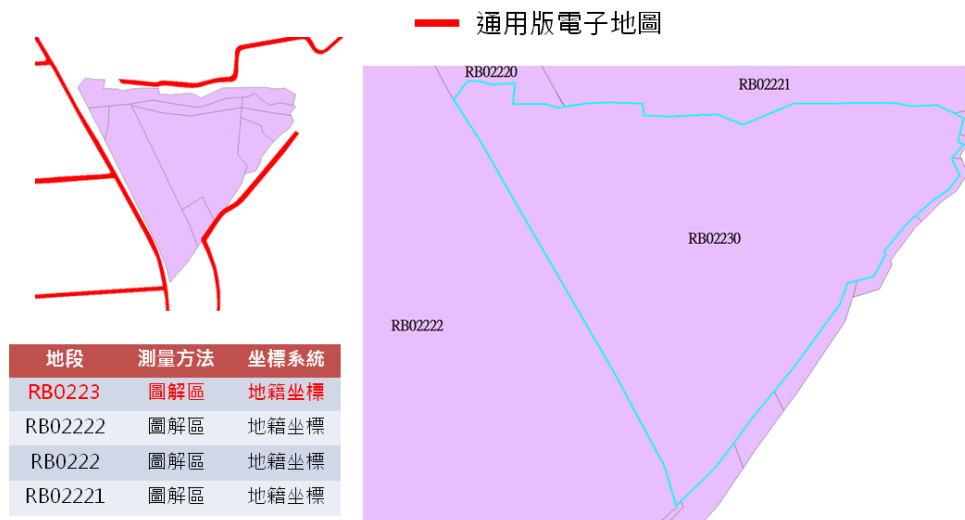 通用版電子地圖
RB02220
RB02221
RB02230
RB02222
地段 測量方法 坐標系統
RB0223 圖解區 地籍坐標
RB02222 圖解區 地籍坐標
RB0222 圖解區 地籍坐標
RB02221 圖解區 地籍坐標